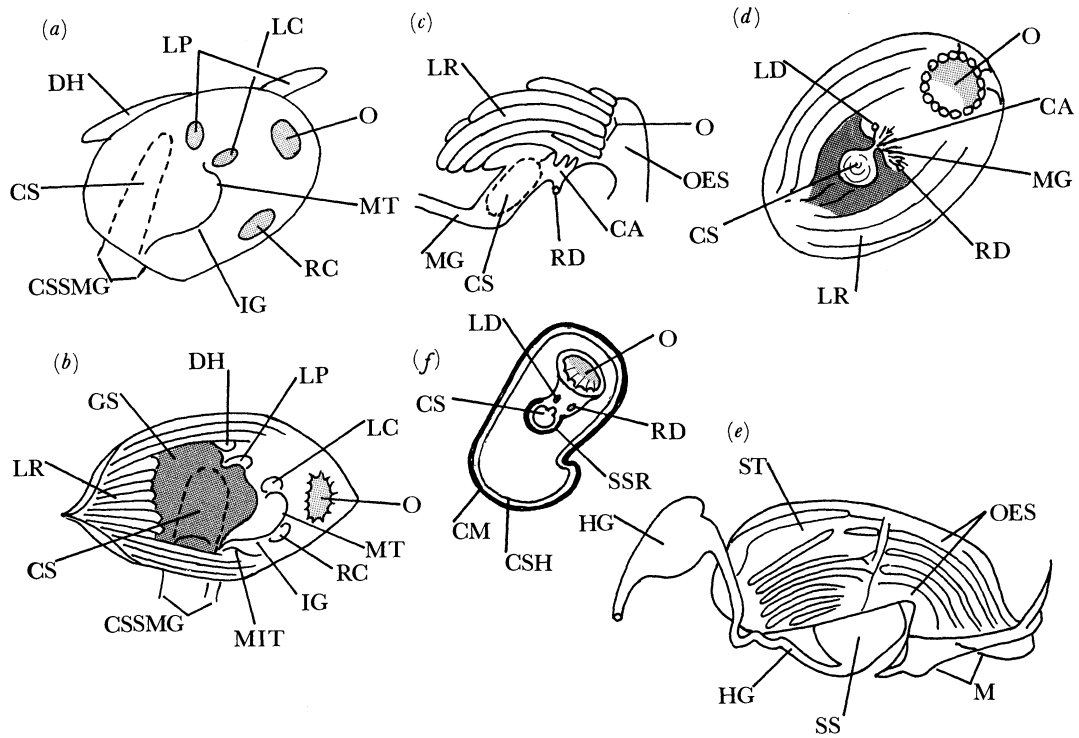 (a)
LP
LC
DH
O
CS
MT
RC
CSSMG
IG
(c)
LR
O
OES
CA
MG
RD
CS
(d)
O
LD
CA
MG
CS
RD
LR
(b)
DH
LP
GS
LC
LR
O
MT
CS
RC
IG
CSSMG
MIT
(f)
LD
O
CS
RD
SSR
CM
CSH
(e)
ST
OES
HG
HG
M
SS